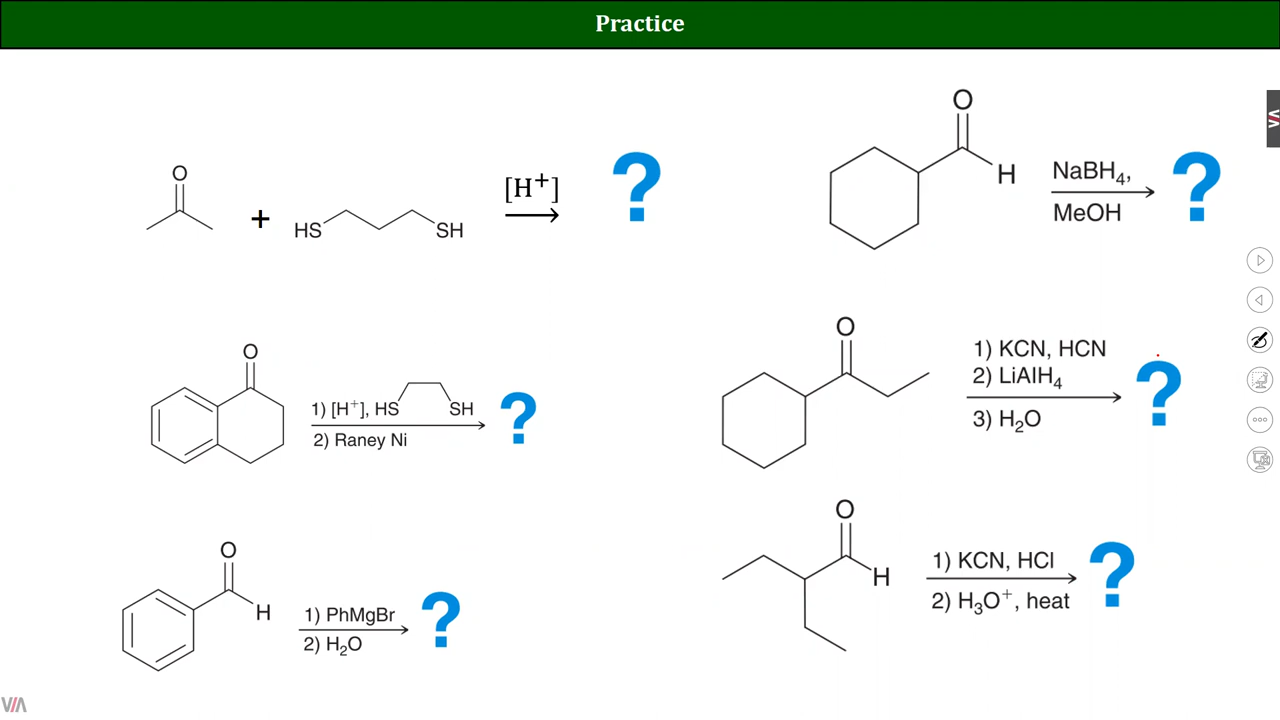 Practice
O
+
HS
SH
[H⁺]
?
O
H
NaBH₄,
MeOH
?
O
1) [H⁺], HS
SH
2) Raney Ni
?
O
1) KCN, HCN
2) LiAlH₄
3) H₂O
?
O
H
1) PhMgBr
2) H₂O
?
O
H
1) KCN, HCl
2) H₃O⁺, heat
?
VIA
VIA